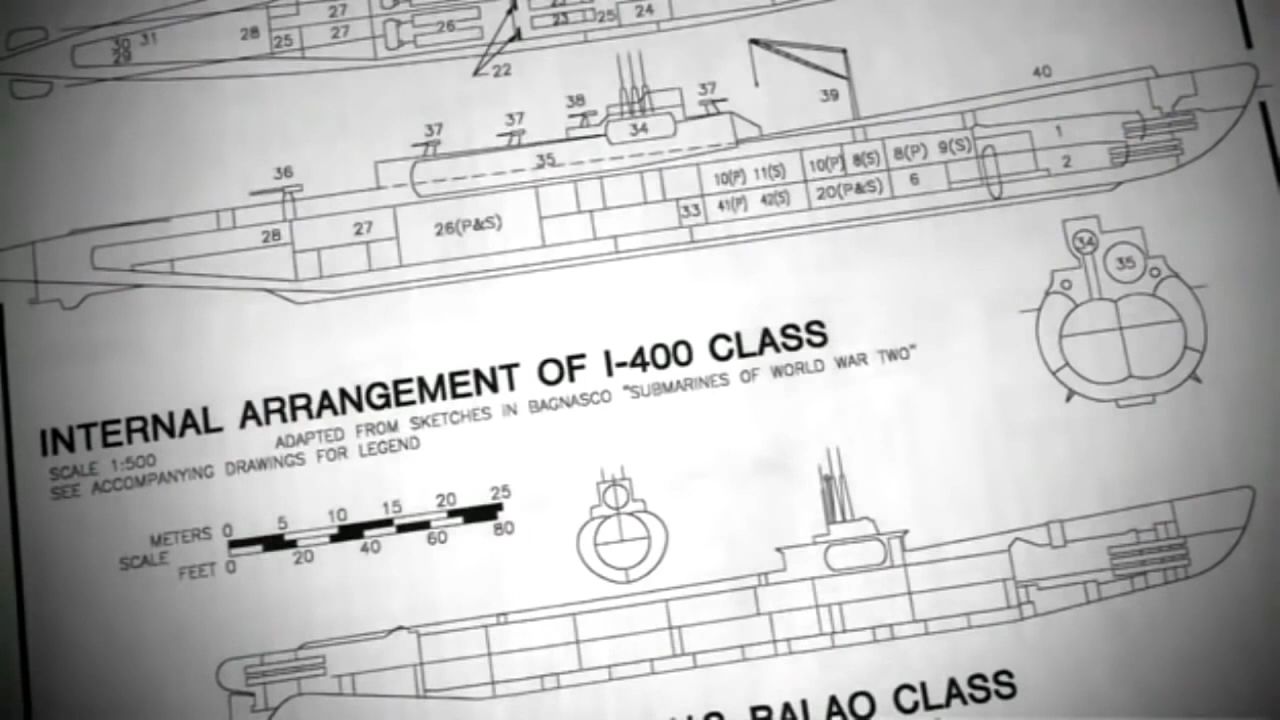 27
31
30
29
28
25
27
26
23
25
24
22
40
39
38
37
37
37
36
35
34
1
2
10(P) 11(S)
10(P) 8(S)
8(P) 9(S)
33
41(P) 42(S)
20(P&S)
6
28
27
26(P&S)
34
35
INTERNAL ARRANGEMENT OF I-400 CLASS
ADAPTED FROM SKETCHES IN BAGNASCO "SUBMARINES OF WORLD WAR TWO"
SCALE 1:500
SEE ACCOMPANYING DRAWINGS FOR LEGEND
METERS 0 5 10 15 20 25
SCALE
FEET 0 20 40 60 80
BALAO CLASS